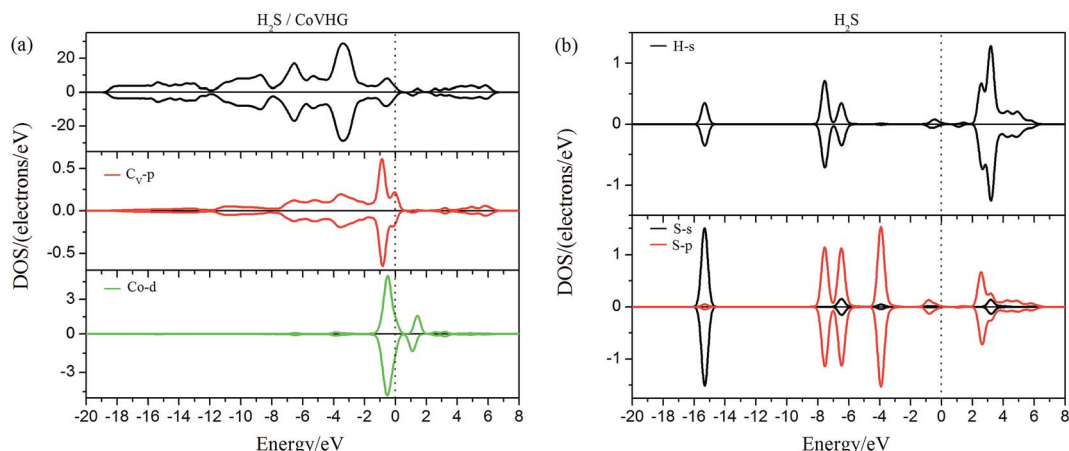 (a)
H₂S / CoVHG
20
10
0
-10
-20
C_V-p
0.5
0.0
-0.5
Co-d
3
0
-3
-20 -18 -16 -14 -12 -10 -8 -6 -4 -2 0 2 4 6 8
Energy/eV
DOS/(electrons/eV)
(b)
H₂S
H-s
1
0
-1
S-s
S-p
1
0
-1
-18 -16 -14 -12 -10 -8 -6 -4 -2 0 2 4 6 8
Energy/eV
DOS/(electrons/eV)